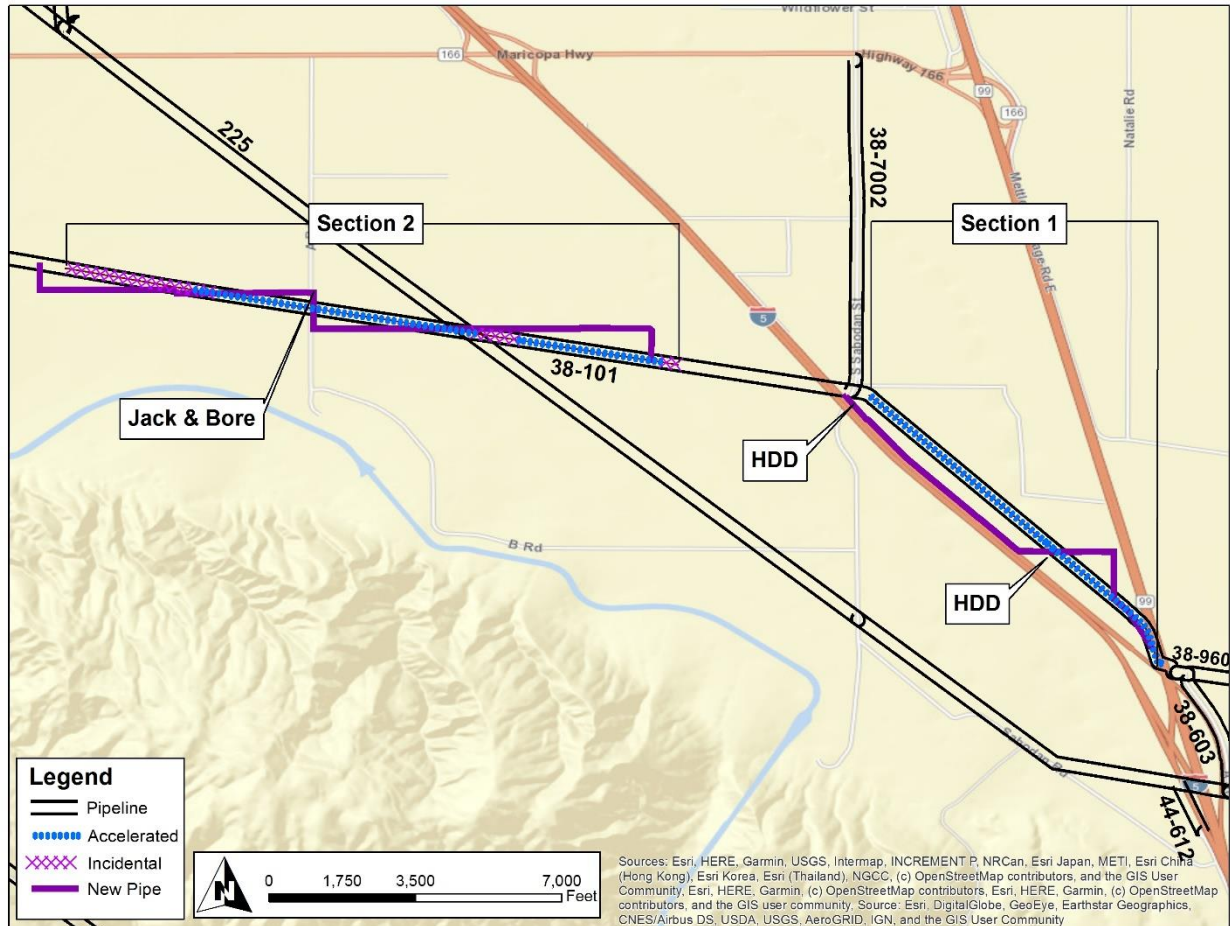 Wildflower St
166
Maricopa Hwy
Highway 166
99
166
Natalie Rd
225
38-7002
Section 2
Section 1
5
S Sabodan St
38-101
Jack & Bore
HDD
B Rd
HDD
99
38-960
38-603
Sabodan Rd
5
44-612
Legend
Pipeline
Accelerated
Incidental
New Pipe
N
0 1,750 3,500 7,000
Feet
Sources: Esri, HERE, Garmin, USGS, Intermap, INCREMENT P, NRCan, Esri Japan, METI, Esri China
(Hong Kong), Esri Korea, Esri (Thailand), NGCC, (c) OpenStreetMap contributors, and the GIS User
Community, Esri, HERE, Garmin, (c) OpenStreetMap contributors, Esri, HERE, Garmin, (c) OpenStreetMap
contributors, and the GIS user community, Source: Esri, DigitalGlobe, GeoEye, Earthstar Geographics,
CNES/Airbus DS, USDA, USGS, AeroGRID, IGN, and the GIS User Community